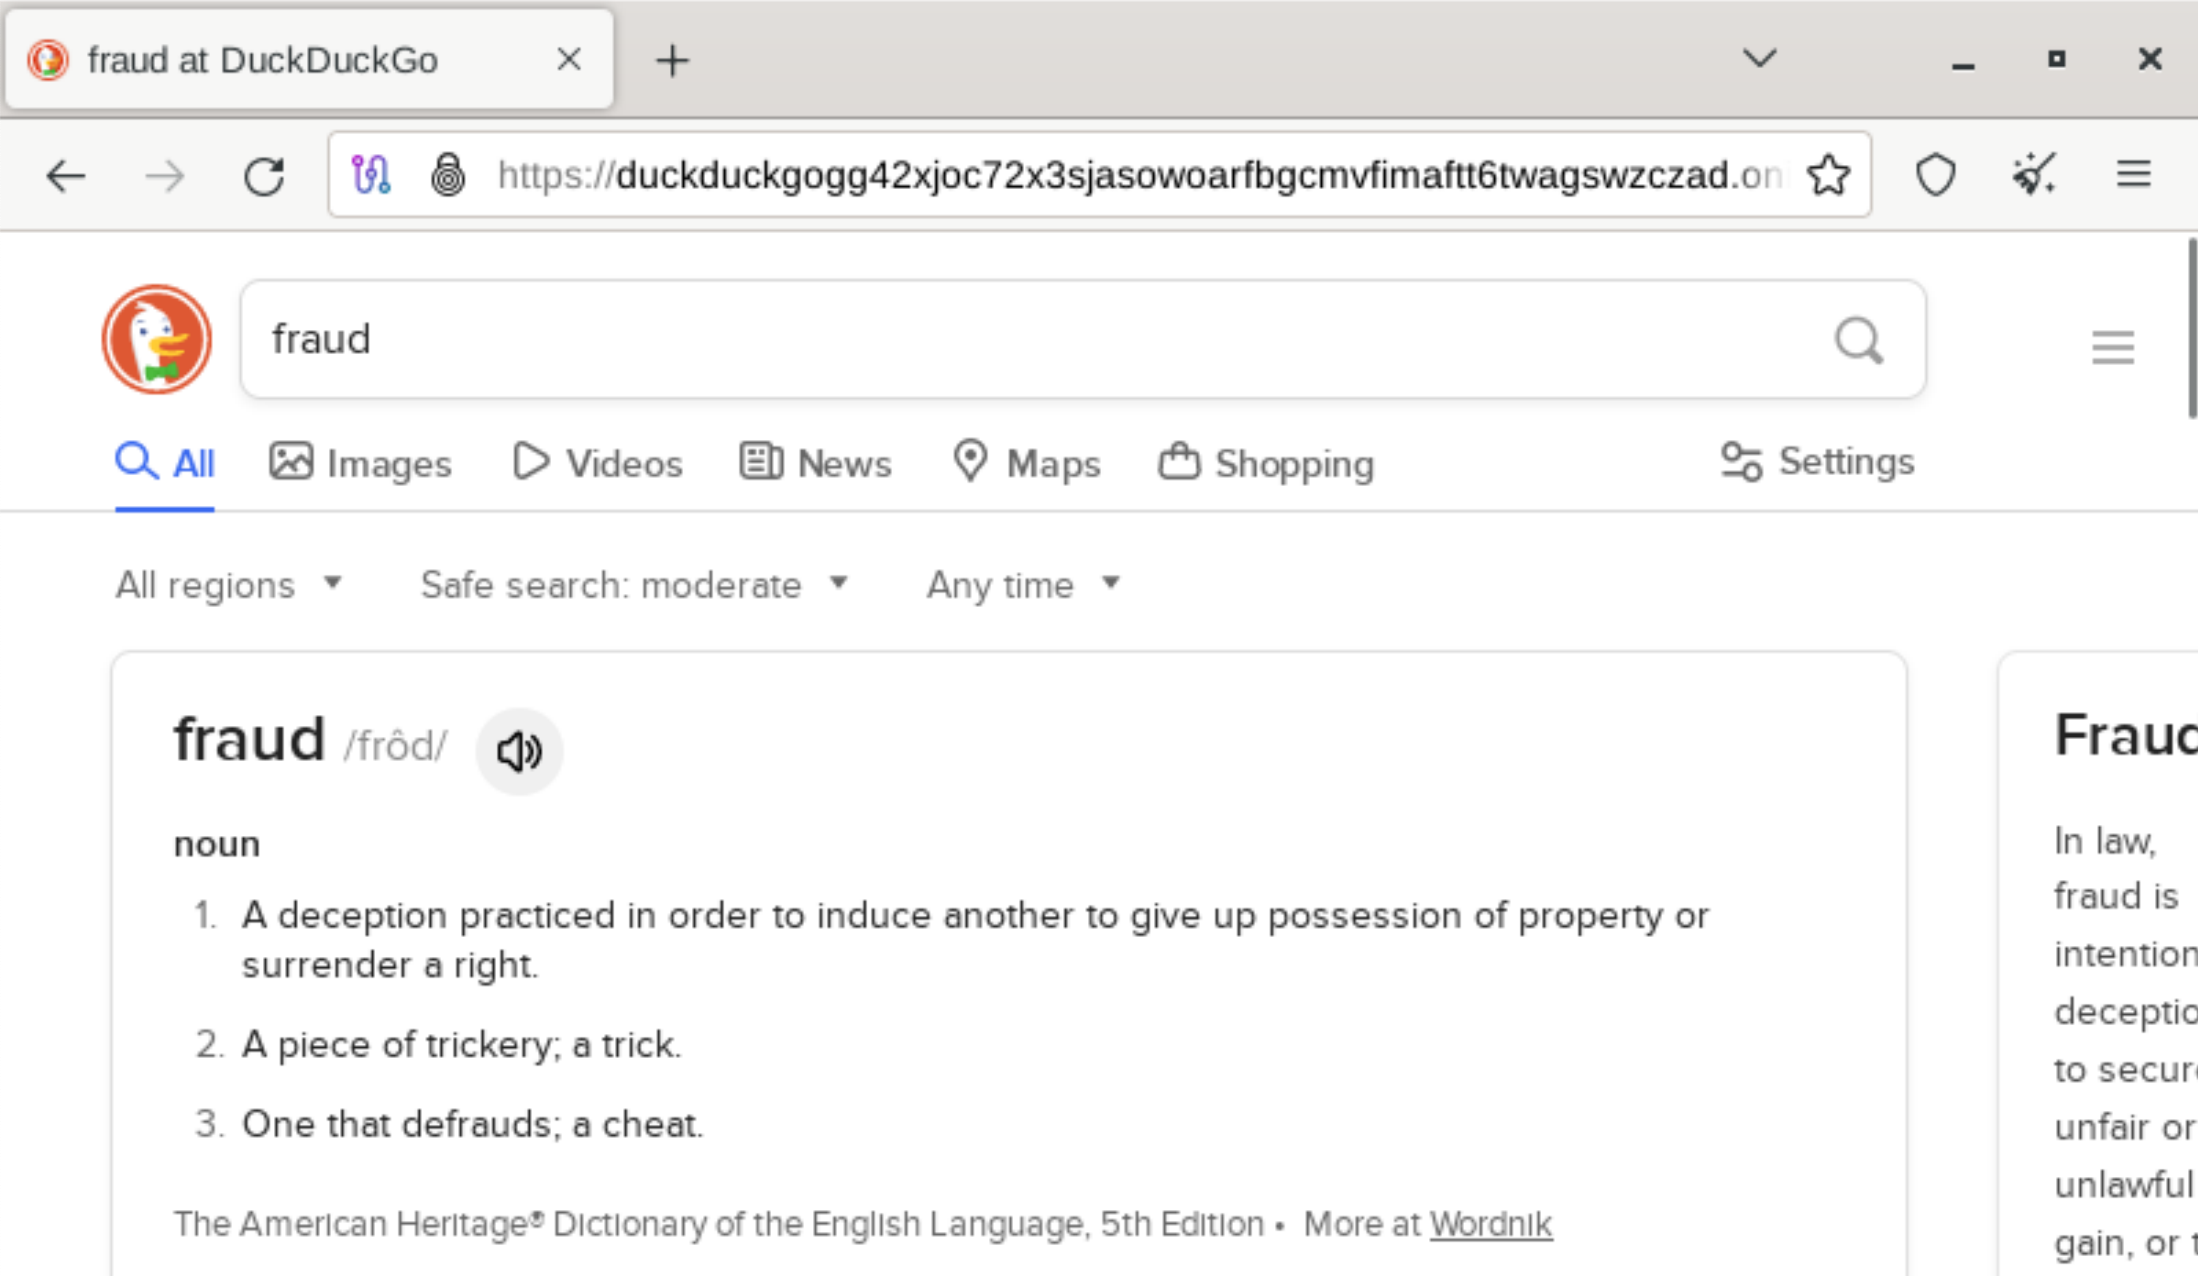 fraud at DuckDuckGo
https://duckduckgogg42xjoc72x3sjasowoarfbgcmvfimaftt6twagswzczad.on
fraud
All Images Videos News Maps Shopping Settings
All regions Safe search: moderate Any time
fraud /frôd/
noun
1. A deception practiced in order to induce another to give up possession of property or
surrender a right.
2. A piece of trickery; a trick.
3. One that defrauds; a cheat.
The American Heritage® Dictionary of the English Language, 5th Edition • More at Wordnik
Fraud
In law,
fraud is
intention
deceptio
to secure
unfair or
unlawful
gain, or t